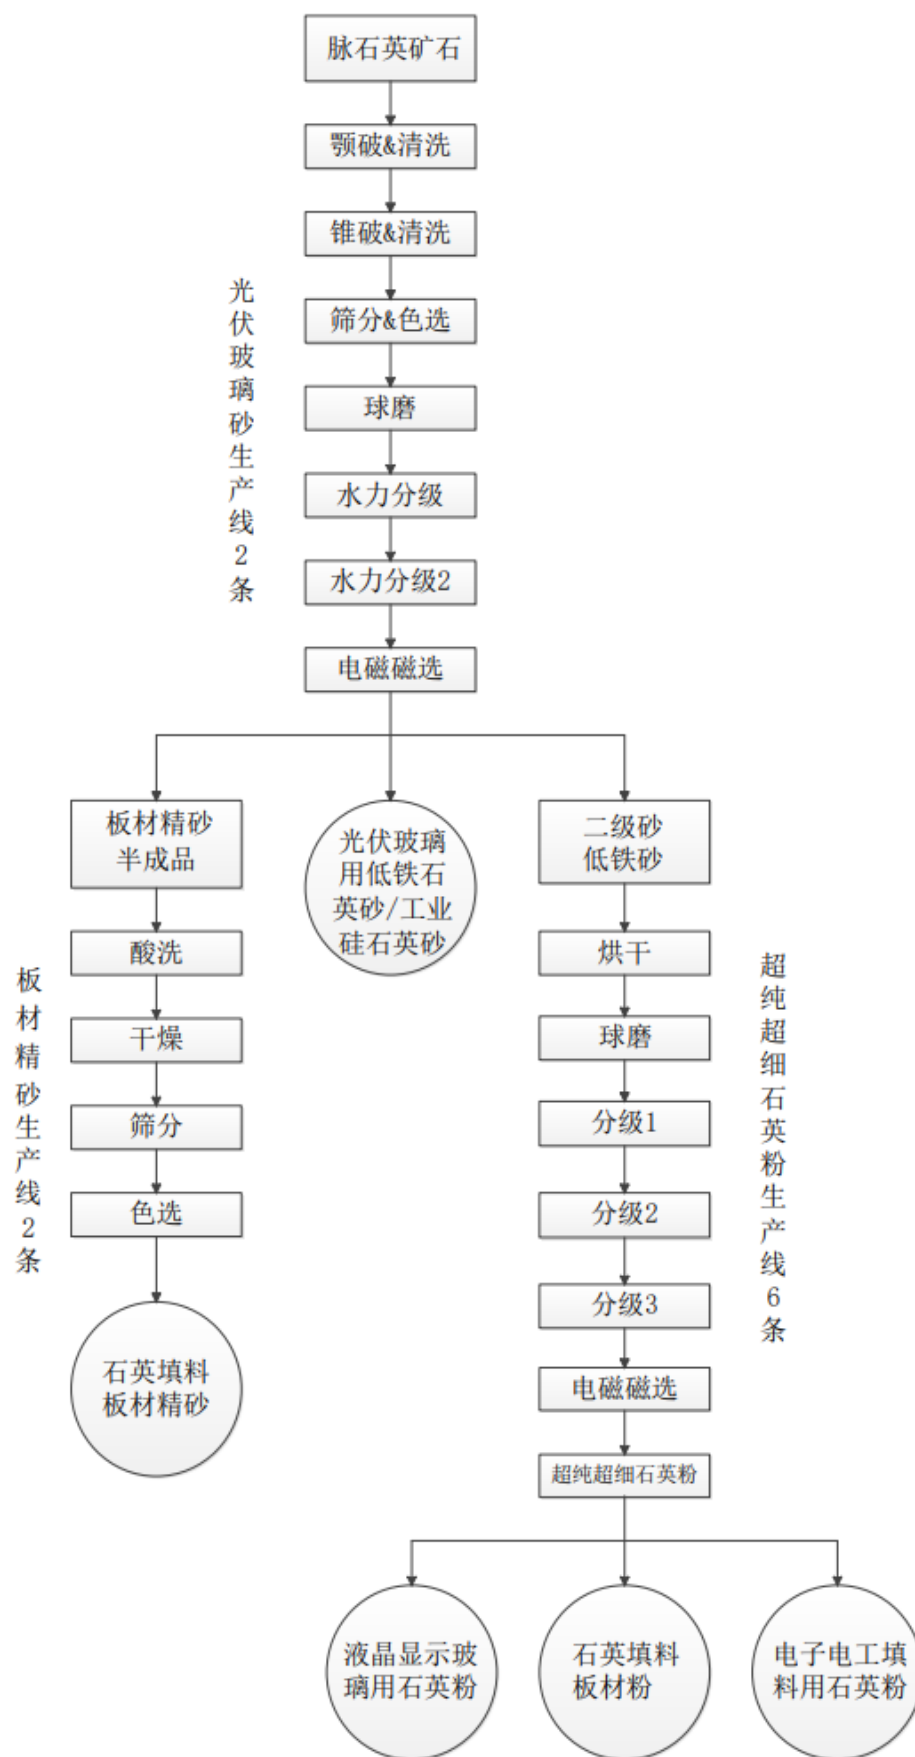 脉石英矿石
颚破&清洗
锥破&清洗
筛分&色选
球磨
水力分级
水力分级2
电磁磁选
光伏玻璃砂生产线2条
板材精砂
半成品
酸洗
干燥
筛分
色选
石英填料
板材精砂
板材精砂生产线2条
光伏玻璃
用低铁石
英砂/工业
硅石英砂
二级砂
低铁砂
烘干
球磨
分级1
分级2
分级3
电磁磁选
超纯超细石英粉
超纯超细石英粉生产线6条
液晶显示玻
璃用石英粉
石英填料
板材粉
电子电工填
料用石英粉